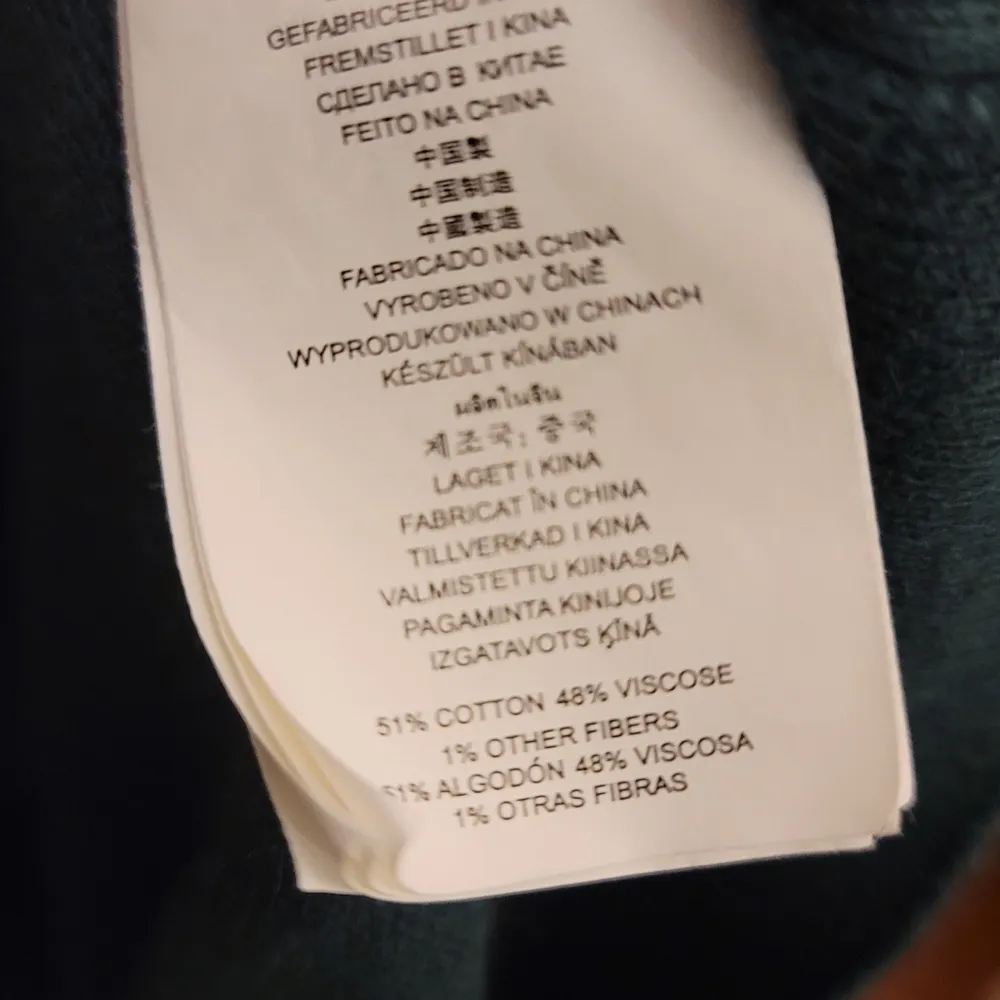 GEFABRICEERD IN
FREMSTILLET I KINA
СДЕЛАНО В КИТАЕ
FEITO NA CHINA
中国製
中国制造
中國製造
FABRICADO NA CHINA
VYROBENO V ČÍNĚ
WYPRODUKOWANO W CHINACH
KÉSZÜLT KÍNÁBAN
ผลิตในจีน
제조국: 중국
LAGET I KINA
FABRICAT ÎN CHINA
TILLVERKAD I KINA
VALMISTETTU KIINASSA
PAGAMINTA KINIJOJE
IZGATAVOTS ĶĪNĀ
51% COTTON 48% VISCOSE
1% OTHER FIBERS
51% ALGODÓN 48% VISCOSA
1% OTRAS FIBRAS